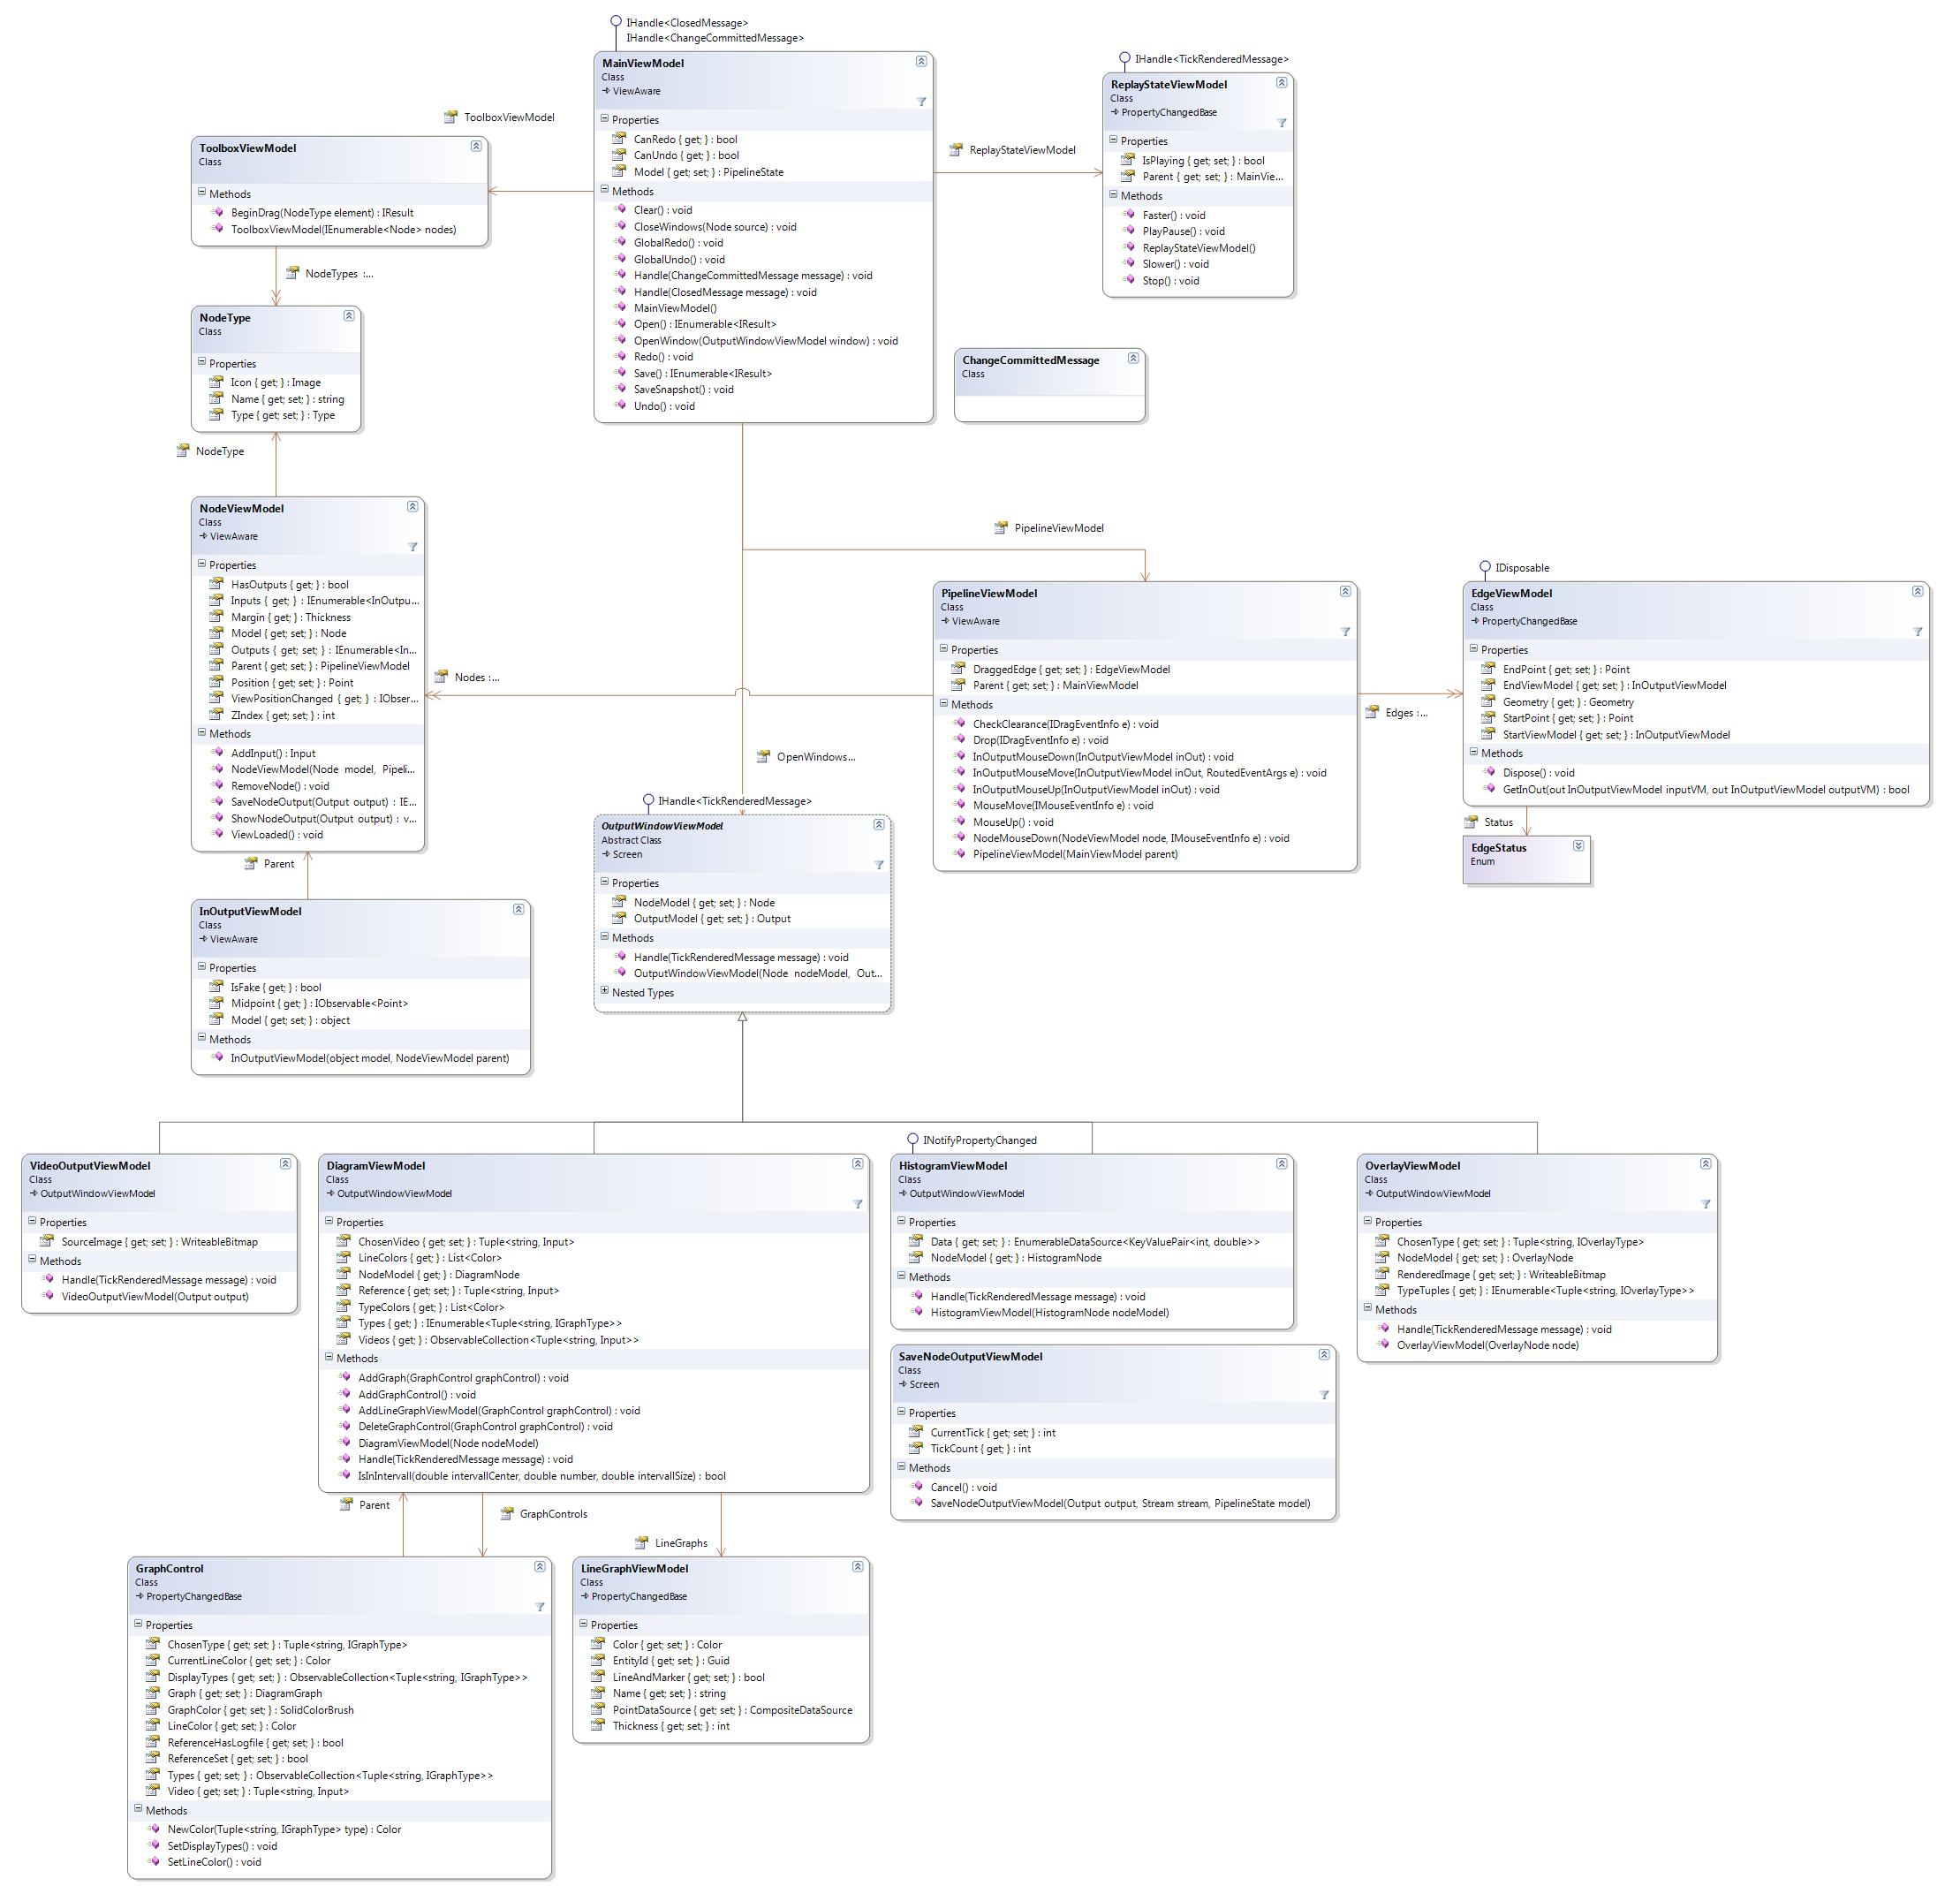 IHandle<ClosedMessage>
IHandle<ChangeCommittedMessage>
MainViewModel
Class
ViewAware
Properties
CanRedo { get; } : bool
CanUndo { get; } : bool
Model { get; set; } : PipelineState
Methods
Clear() : void
CloseWindows(Node source) : void
GlobalRedo() : void
GlobalUndo() : void
Handle(ChangeCommittedMessage message) : void
Handle(ClosedMessage message) : void
MainViewModel()
Open() : IEnumerable<IResult>
OpenWindow(OutputWindowViewModel window) : void
Redo() : void
Save() : IEnumerable<IResult>
SaveSnapshot() : void
Undo() : void
IHandle<TickRenderedMessage>
ReplayStateViewModel
Class
PropertyChangedBase
Properties
IsPlaying { get; set; } : bool
Parent { get; set; } : MainVie...
Methods
Faster() : void
PlayPause() : void
ReplayStateViewModel()
Slower() : void
Stop() : void
ReplayStateViewModel
ToolboxViewModel
ToolboxViewModel
Class
Methods
BeginDrag(NodeType element) : IResult
ToolboxViewModel(IEnumerable<Node> nodes)
NodeTypes :...
NodeType
Class
Properties
Icon { get; } : Image
Name { get; set; } : string
Type { get; set; } : Type
NodeType
ChangeCommittedMessage
Class
NodeViewModel
Class
ViewAware
Properties
HasOutputs { get; } : bool
Inputs { get; } : IEnumerable<InOutpu...
Margin { get; } : Thickness
Model { get; set; } : Node
Outputs { get; set; } : IEnumerable<In...
Parent { get; set; } : PipelineViewModel
Position { get; set; } : Point
ViewPositionChanged { get; } : IObser...
ZIndex { get; set; } : int
Methods
AddInput() : Input
NodeViewModel(Node model, Pipeli...
RemoveNode() : void
SaveNodeOutput(Output output) : IE...
ShowNodeOutput(Output output) : v...
ViewLoaded() : void
Nodes :...
PipelineViewModel
PipelineViewModel
Class
ViewAware
Properties
DraggedEdge { get; set; } : EdgeViewModel
Parent { get; set; } : MainViewModel
Methods
CheckClearance(IDragEventInfo e) : void
Drop(IDragEventInfo e) : void
InOutputMouseDown(InOutputViewModel inOut) : void
InOutputMouseMove(InOutputViewModel inOut, RoutedEventArgs e) : void
InOutputMouseUp(InOutputViewModel inOut) : void
MouseMove(IMouseEventInfo e) : void
MouseUp() : void
NodeMouseDown(NodeViewModel node, IMouseEventInfo e) : void
PipelineViewModel(MainViewModel parent)
Edges :...
IDisposable
EdgeViewModel
Class
PropertyChangedBase
Properties
EndPoint { get; set; } : Point
EndViewModel { get; set; } : InOutputViewModel
Geometry { get; } : Geometry
StartPoint { get; set; } : Point
StartViewModel { get; set; } : InOutputViewModel
Methods
Dispose() : void
GetInOut(out InOutputViewModel inputVM, out InOutputViewModel outputVM) : bool
Status
EdgeStatus
Enum
OpenWindows...
IHandle<TickRenderedMessage>
OutputWindowViewModel
Abstract Class
Screen
Properties
NodeModel { get; set; } : Node
OutputModel { get; set; } : Output
Methods
Handle(TickRenderedMessage message) : void
OutputWindowViewModel(Node nodeModel, Out...
Nested Types
Parent
InOutputViewModel
Class
ViewAware
Properties
IsFake { get; } : bool
Midpoint { get; } : IObservable<Point>
Model { get; set; } : object
Methods
InOutputViewModel(object model, NodeViewModel parent)
VideoOutputViewModel
Class
OutputWindowViewModel
Properties
SourceImage { get; set; } : WriteableBitmap
Methods
Handle(TickRenderedMessage message) : void
VideoOutputViewModel(Output output)
DiagramViewModel
Class
OutputWindowViewModel
Properties
ChosenVideo { get; set; } : Tuple<string, Input>
LineColors { get; } : List<Color>
NodeModel { get; } : DiagramNode
Reference { get; set; } : Tuple<string, Input>
TypeColors { get; } : List<Color>
Types { get; } : IEnumerable<Tuple<string, IGraphType>>
Videos { get; } : ObservableCollection<Tuple<string, Input>>
Methods
AddGraph(GraphControl graphControl) : void
AddGraphControl() : void
AddLineGraphViewModel(GraphControl graphControl) : void
DeleteGraphControl(GraphControl graphControl) : void
DiagramViewModel(Node nodeModel)
Handle(TickRenderedMessage message) : void
IsInIntervall(double intervallCenter, double number, double intervallSize) : bool
INotifyPropertyChanged
HistogramViewModel
Class
OutputWindowViewModel
Properties
Data { get; set; } : EnumerableDataSource<KeyValuePair<int, double>>
NodeModel { get; } : HistogramNode
Methods
Handle(TickRenderedMessage message) : void
HistogramViewModel(HistogramNode nodeModel)
OverlayViewModel
Class
OutputWindowViewModel
Properties
ChosenType { get; set; } : Tuple<string, IOverlayType>
NodeModel { get; set; } : OverlayNode
RenderedImage { get; set; } : WriteableBitmap
TypeTuples { get; } : IEnumerable<Tuple<string, IOverlayType>>
Methods
Handle(TickRenderedMessage message) : void
OverlayViewModel(OverlayNode node)
SaveNodeOutputViewModel
Class
Screen
Properties
CurrentTick { get; set; } : int
TickCount { get; } : int
Methods
Cancel() : void
SaveNodeOutputViewModel(Output output, Stream stream, PipelineState model)
Parent
GraphControls
LineGraphs
GraphControl
Class
PropertyChangedBase
Properties
ChosenType { get; set; } : Tuple<string, IGraphType>
CurrentLineColor { get; set; } : Color
DisplayTypes { get; set; } : ObservableCollection<Tuple<string, IGraphType>>
Graph { get; set; } : DiagramGraph
GraphColor { get; set; } : SolidColorBrush
LineColor { get; set; } : Color
ReferenceHasLogfile { get; set; } : bool
ReferenceSet { get; set; } : bool
Types { get; set; } : ObservableCollection<Tuple<string, IGraphType>>
Video { get; set; } : Tuple<string, Input>
Methods
NewColor(Tuple<string, IGraphType> type) : Color
SetDisplayTypes() : void
SetLineColor() : void
LineGraphViewModel
Class
PropertyChangedBase
Properties
Color { get; set; } : Color
EntityId { get; set; } : Guid
LineAndMarker { get; set; } : bool
Name { get; set; } : string
PointDataSource { get; set; } : CompositeDataSource
Thickness { get; set; } : int